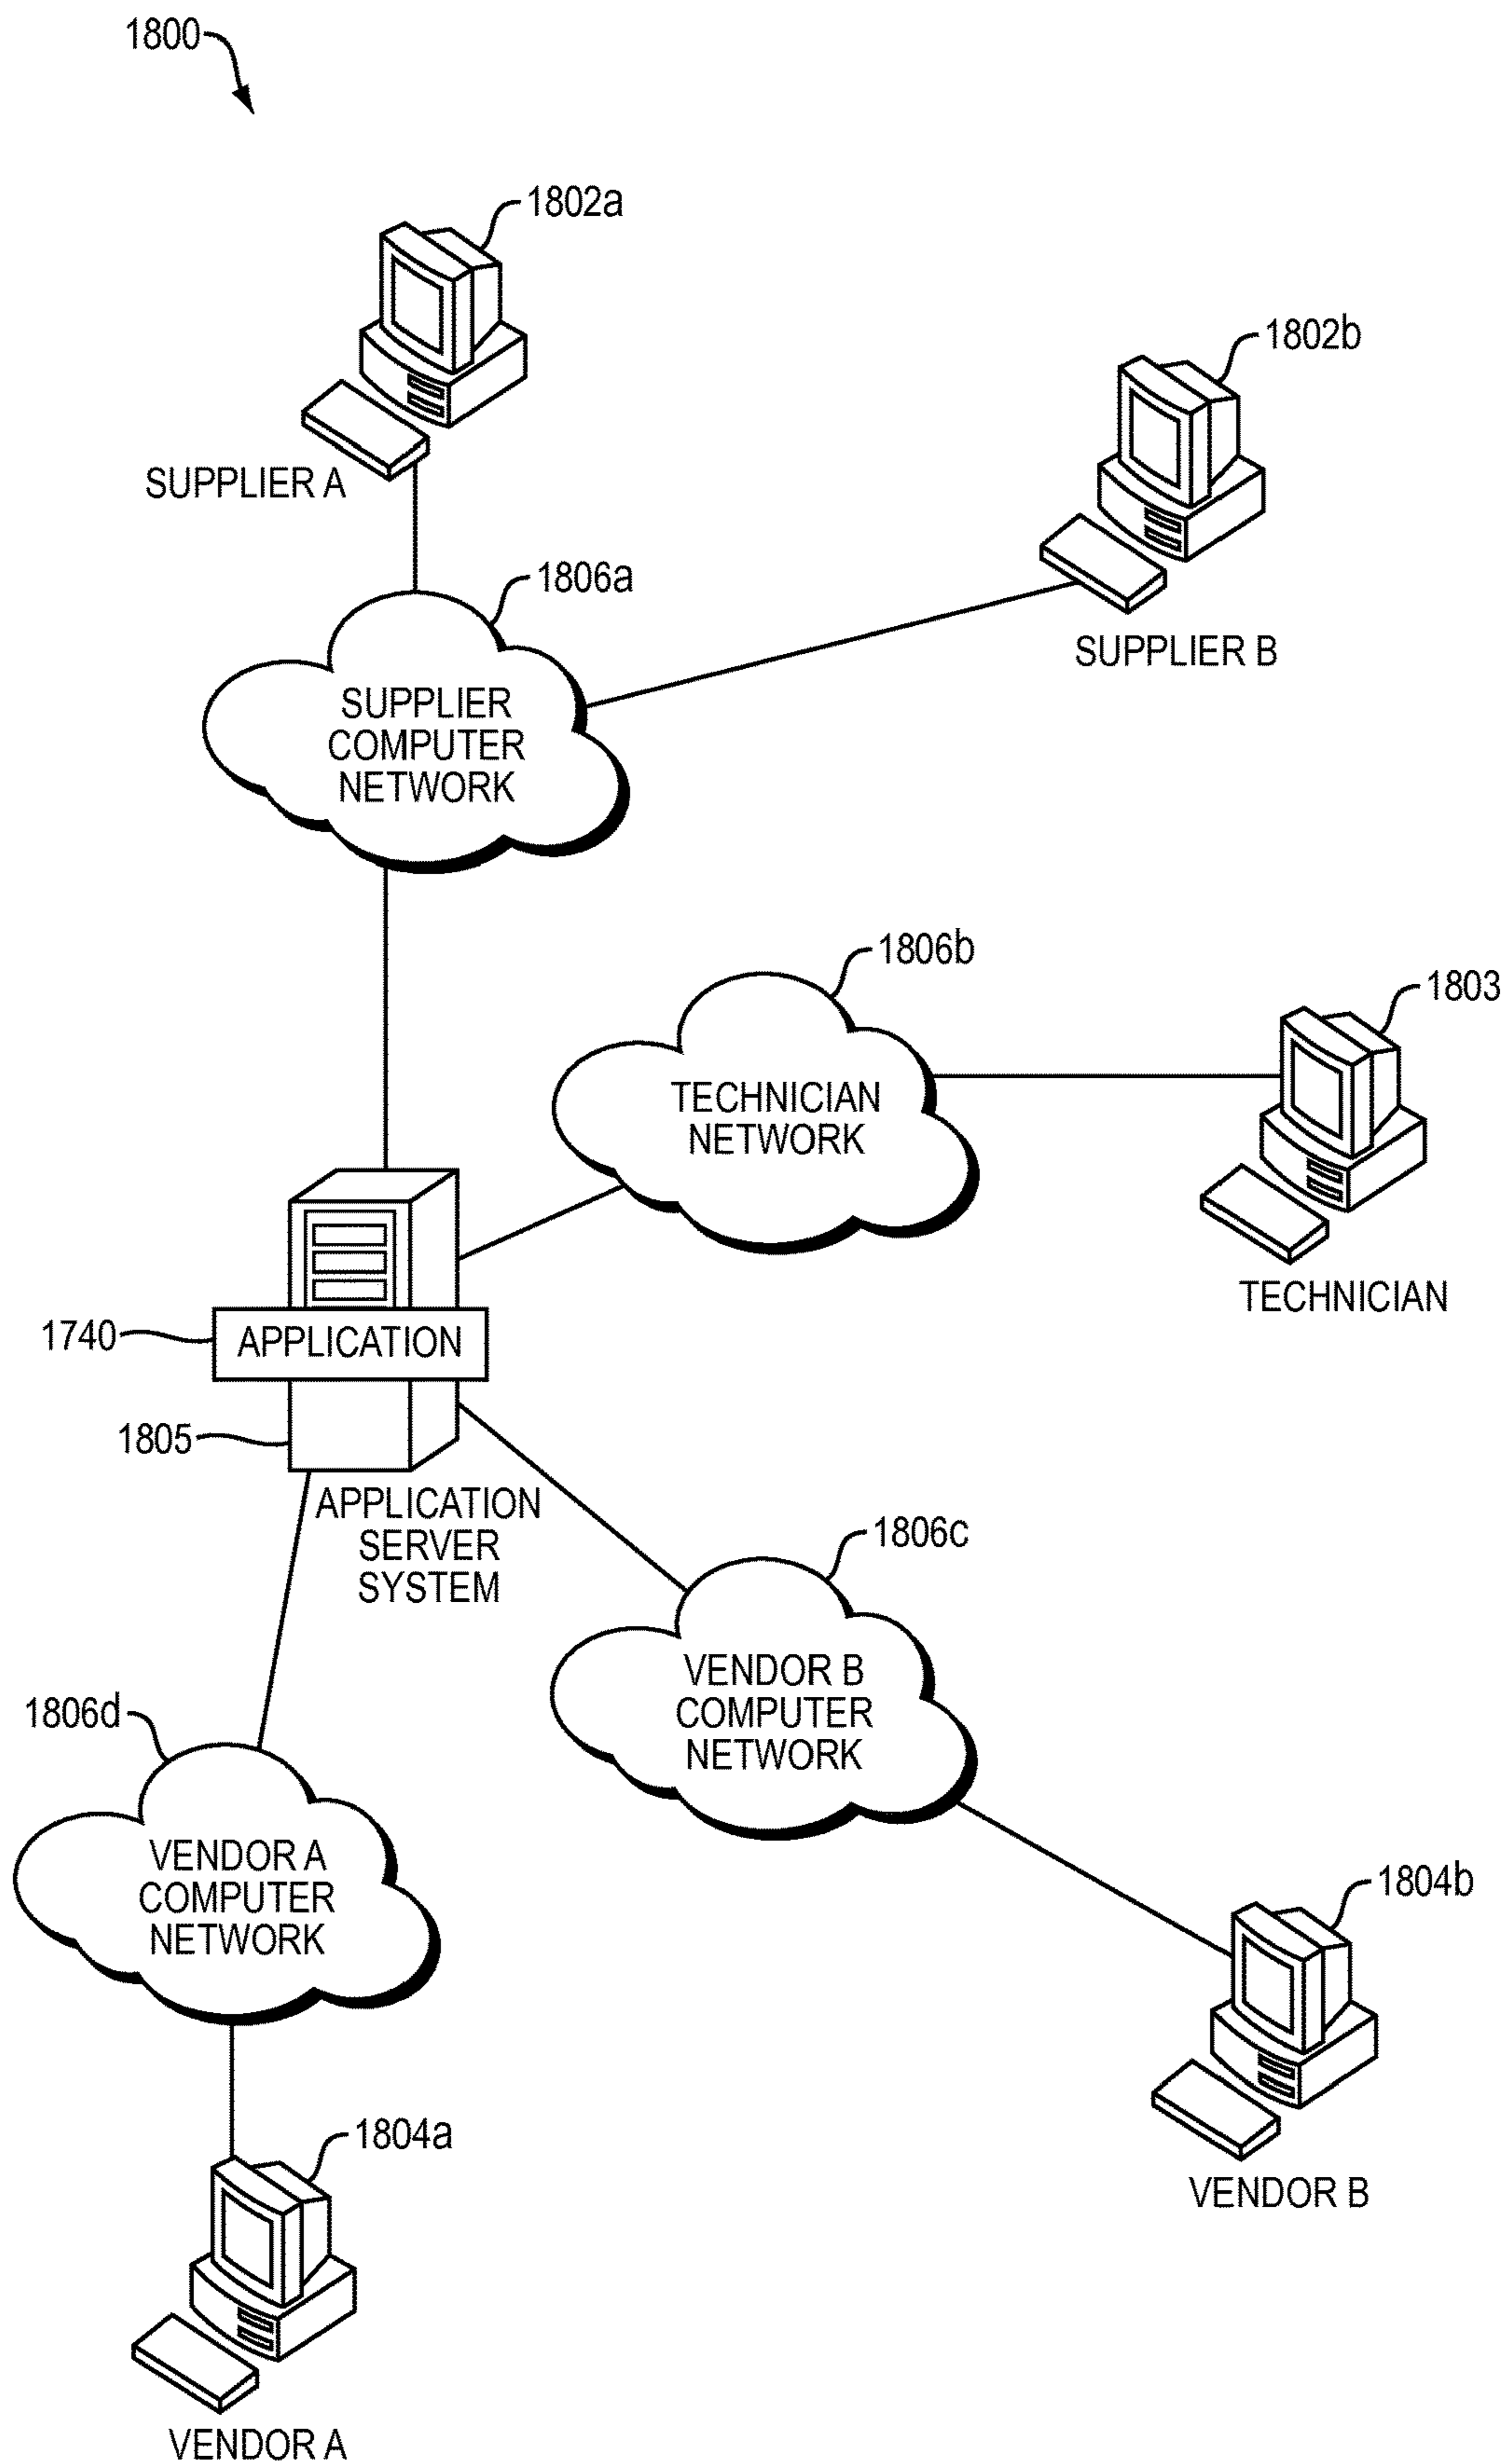 1800
1802a
1802b
SUPPLIER A
1806a
SUPPLIER B
SUPPLIER
COMPUTER
NETWORK
1806b
1803
TECHNICIAN
NETWORK
TECHNICIAN
1740
APPLICATION
1805
APPLICATION
SERVER
SYSTEM
1806c
VENDOR B
COMPUTER
NETWORK
1806d
VENDOR A
COMPUTER
NETWORK
1804b
1804a
VENDOR B
VENDOR A